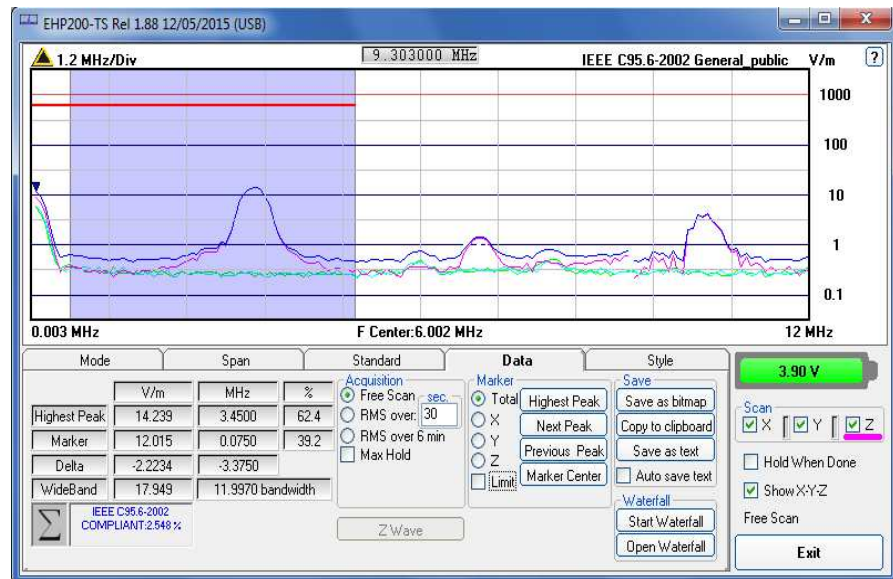 EHP200-TS Rel 1.88 12/05/2015 (USB)
1.2 MHz/Div
9.303000 MHz
IEEE C95.6-2002 General_public
V/m
?
1000
100
10
1
0.1
0.003 MHz
F Center:6.002 MHz
12 MHz
Mode
Span
Standard
Data
Style
V/m MHz %
Highest Peak 14.239 3.4500 62.4
Marker 12.015 0.0750 39.2
Delta -2.2234 -3.3750
WideBand 17.949 11.9970 bandwidth
Σ
IEEE C95.6-2002
COMPLIANT:2.548 %
Acquisition
Free Scan sec.
RMS over: 30
RMS over 6 min
Max Hold
Z Wave
Marker
Total
X
Y
Z
Limit
Highest Peak
Next Peak
Previous Peak
Marker Center
Save
Save as bitmap
Copy to clipboard
Save as text
Auto save text
Waterfall
Start Waterfall
Open Waterfall
3.90 V
Scan
X Y Z
Hold When Done
Show X-Y-Z
Free Scan
Exit